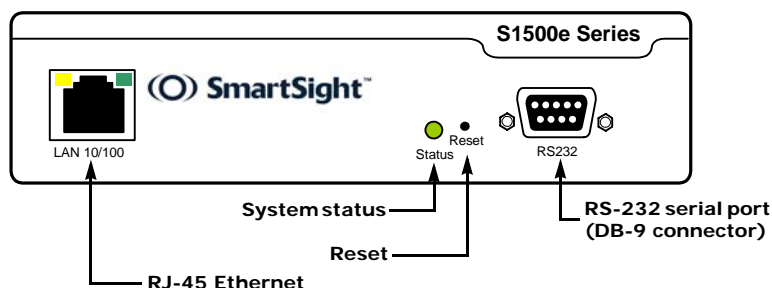 S1500e Series
(O) SmartSight™
LAN 10/100
Status
Reset
RS232
System status
RS-232 serial port
(DB-9 connector)
Reset
RJ-45 Ethernet